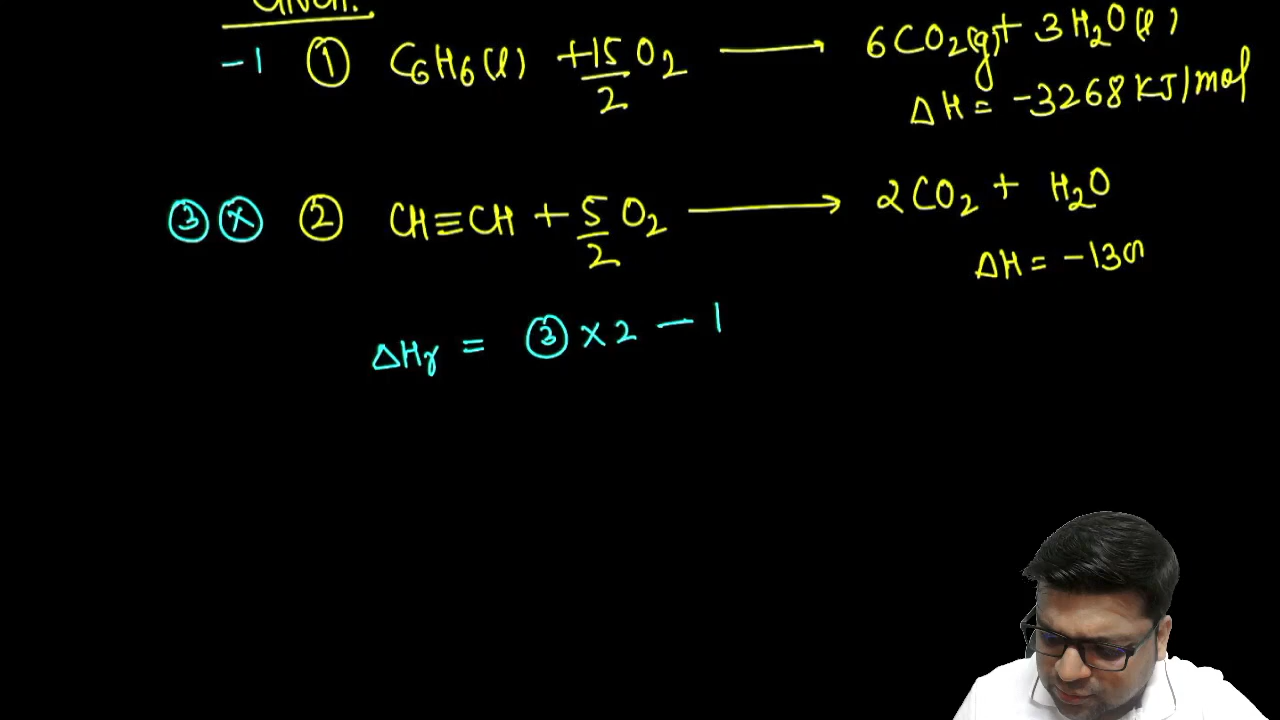 Given:
-1 ① C6H6(l) + 15/2 O2 ⟶ 6CO2(g) + 3H2O(l)
ΔH = -3268 KJ/mol
③ ⓧ ② CH≡CH + 5/2 O2 ⟶ 2CO2 + H2O
ΔH = -130
ΔHr = ③ × 2 - 1